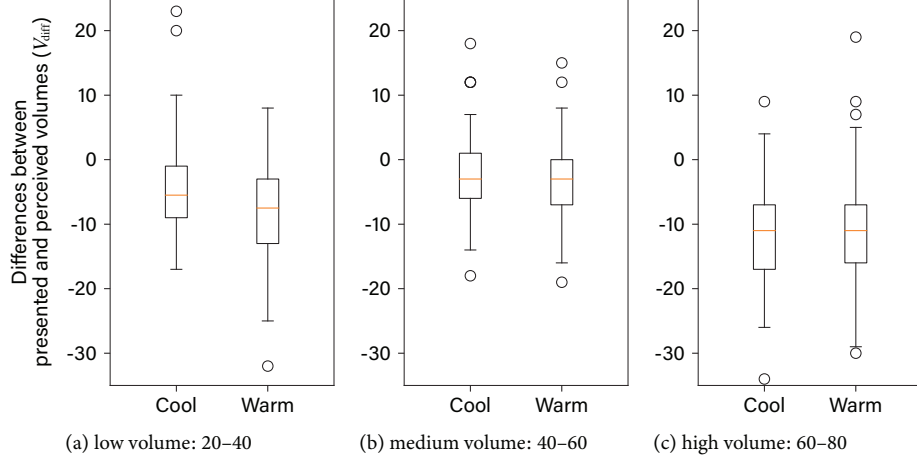 Differences between
presented and perceived volumes (Vdiff)
20
10
0
-10
-20
-30
Cool Warm
(a) low volume: 20–40
20
10
0
-10
-20
-30
Cool Warm
(b) medium volume: 40–60
20
10
0
-10
-20
-30
Cool Warm
(c) high volume: 60–80